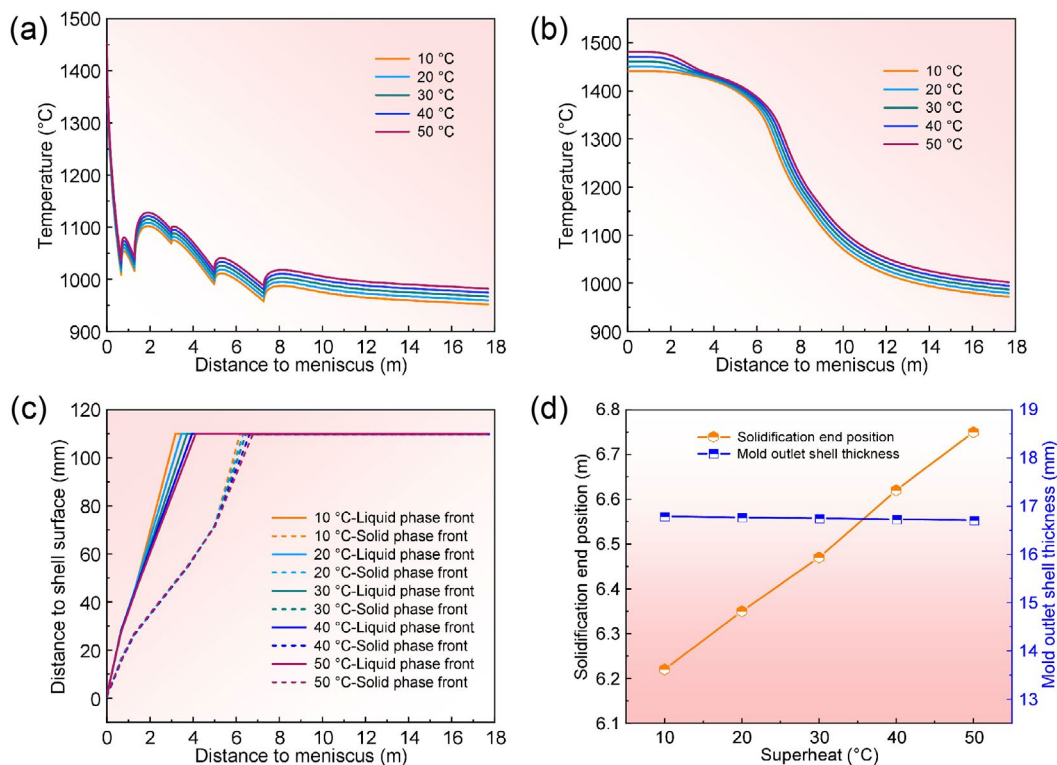 (a)
1500
1400
1300
1200
1100
1000
900
Temperature (°C)
0 2 4 6 8 10 12 14 16 18
Distance to meniscus (m)
10 °C
20 °C
30 °C
40 °C
50 °C
(b)
1500
1400
1300
1200
1100
1000
900
Temperature (°C)
0 2 4 6 8 10 12 14 16 18
Distance to meniscus (m)
10 °C
20 °C
30 °C
40 °C
50 °C
(c)
120
100
80
60
40
20
0
Distance to shell surface (mm)
0 2 4 6 8 10 12 14 16 18
Distance to meniscus (m)
10 °C-Liquid phase front
10 °C-Solid phase front
20 °C-Liquid phase front
20 °C-Solid phase front
30 °C-Liquid phase front
30 °C-Solid phase front
40 °C-Liquid phase front
40 °C-Solid phase front
50 °C-Liquid phase front
50 °C-Solid phase front
(d)
6.8
6.7
6.6
6.5
6.4
6.3
6.2
6.1
Solidification end position (m)
Solidification end position
Mold outlet shell thickness
10 20 30 40 50
Superheat (°C)
19
18
17
16
15
14
13
Mold outlet shell thickness (mm)